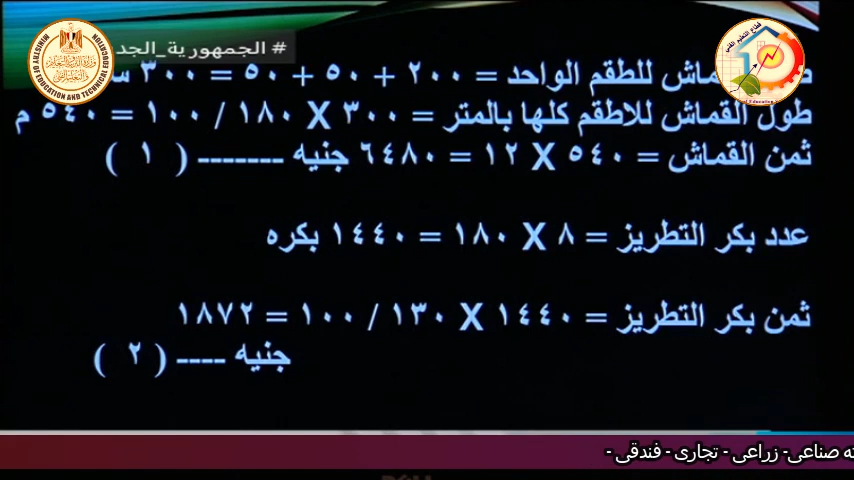 # الجمهورية_الجد
للطقم الواحد = ٢٠٠ + ٥٠ + ٥٠ = ٣٠٠
طول القماش للاطقم كلها بالمتر = ٣٠٠ X ١٨٠ / ١٠٠ = ٥٤٠ م
ثمن القماش = ٥٤٠ X ١٢ = ٦٤٨٠ جنيه ------- ( ١ )
عدد بكر التطريز = ٨ X ١٨٠ = ١٤٤٠ بكره
ثمن بكر التطريز = ١٤٤٠ X ١٣٠ / ١٠٠ = ١٨٧٢
جنيه ---- ( ٢ )
صناعى- زراعى - تجارى - فندقى -